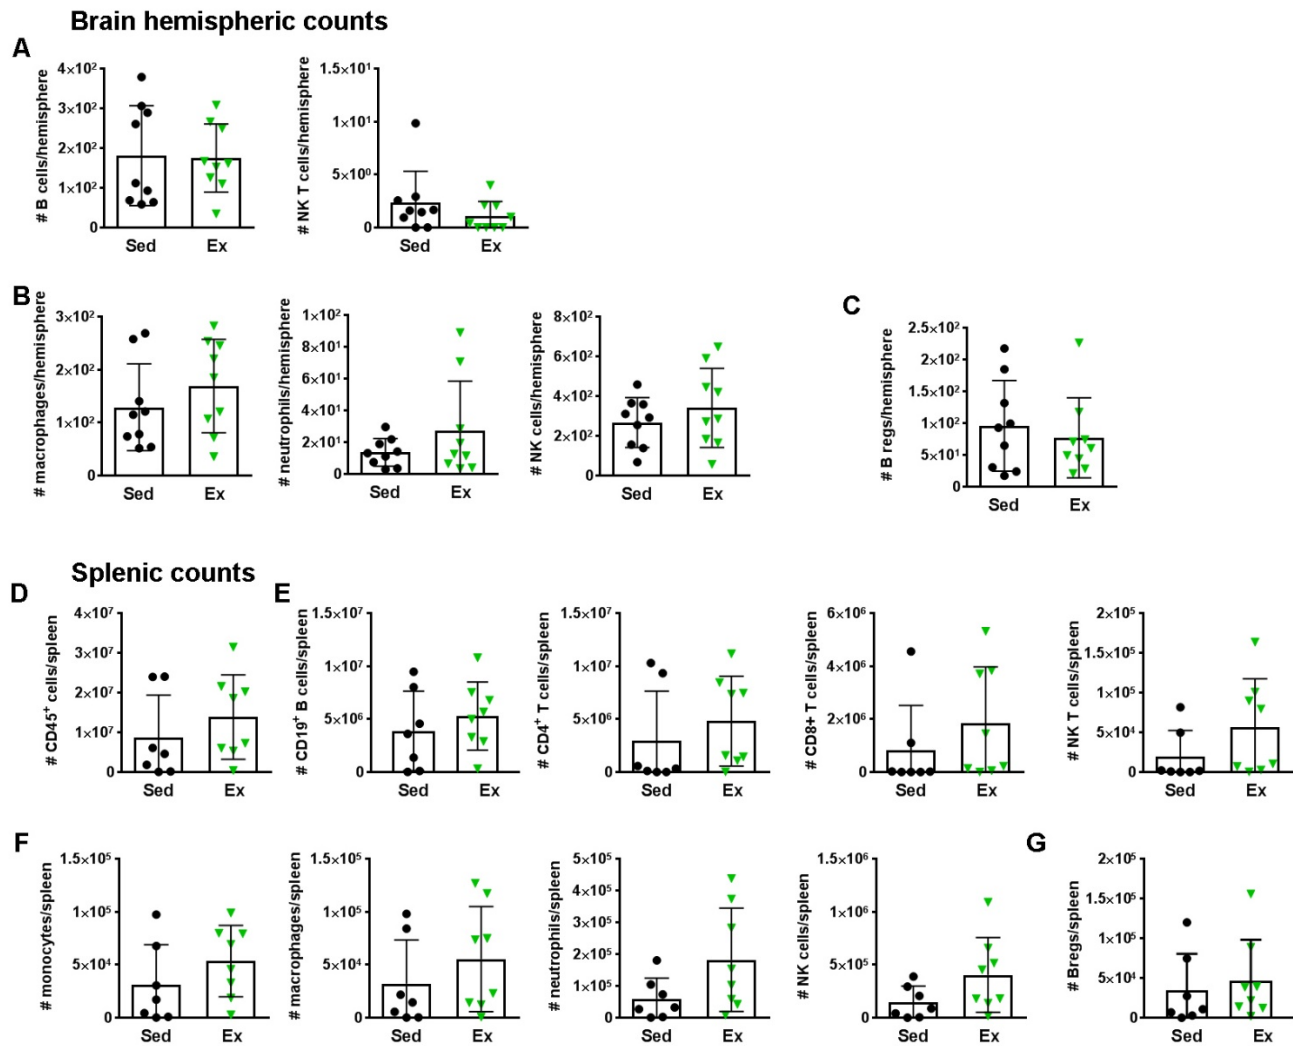 Brain hemispheric counts
A
# B cells/hemisphere
4×10²
3×10²
2×10²
1×10²
0
Sed Ex
# NK T cells/hemisphere
1.5×10¹
1×10¹
5×10⁰
0
Sed Ex
B
# macrophages/hemisphere
3×10²
2×10²
1×10²
0
Sed Ex
# neutrophils/hemisphere
1×10²
8×10¹
6×10¹
4×10¹
2×10¹
0
Sed Ex
# NK cells/hemisphere
8×10²
6×10²
4×10²
2×10²
0
Sed Ex
C
# B regs/hemisphere
2.5×10²
2×10²
1.5×10²
1×10²
5×10¹
0
Sed Ex
Splenic counts
D
# CD45⁺ cells/spleen
4×10⁷
3×10⁷
2×10⁷
1×10⁷
0
Sed Ex
E
# CD19⁺ B cells/spleen
1.5×10⁷
1×10⁷
5×10⁶
0
Sed Ex
# CD4⁺ T cells/spleen
1.5×10⁷
1×10⁷
5×10⁶
0
Sed Ex
# CD8+ T cells/spleen
6×10⁶
4×10⁶
2×10⁶
0
Sed Ex
# NK T cells/spleen
2×10⁵
1.5×10⁵
1×10⁵
5×10⁴
0
Sed Ex
F
# monocytes/spleen
1.5×10⁵
1×10⁵
5×10⁴
0
Sed Ex
# macrophages/spleen
1.5×10⁵
1×10⁵
5×10⁴
0
Sed Ex
# neutrophils/spleen
5×10⁵
4×10⁵
3×10⁵
2×10⁵
1×10⁵
0
Sed Ex
# NK cells/spleen
1.5×10⁶
1×10⁶
5×10⁵
0
Sed Ex
G
# Bregs/spleen
2×10⁵
1.5×10⁵
1×10⁵
5×10⁴
0
Sed Ex